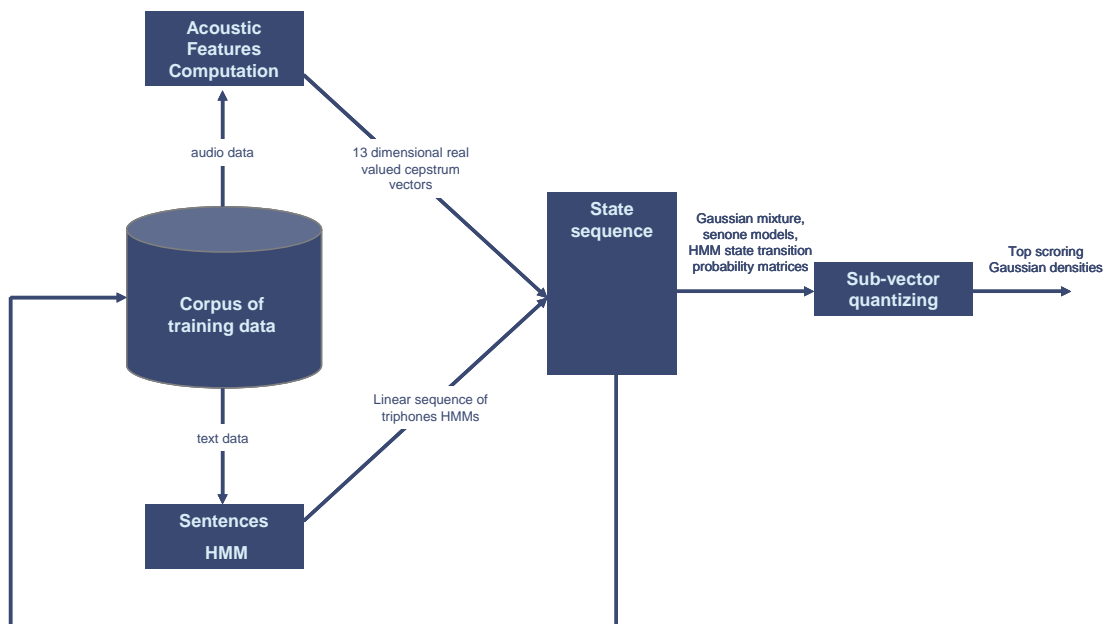 Acoustic
Features
Computation
audio data
13 dimensional real
valued cepstrum
vectors
State
sequence
Gaussian mixture,
senone models,
HMM state transition
probability matrices
Top scroring
Gaussian densities
Sub-vector
quantizing
Corpus of
training data
Linear sequence of
triphones HMMs
text data
Sentences
HMM